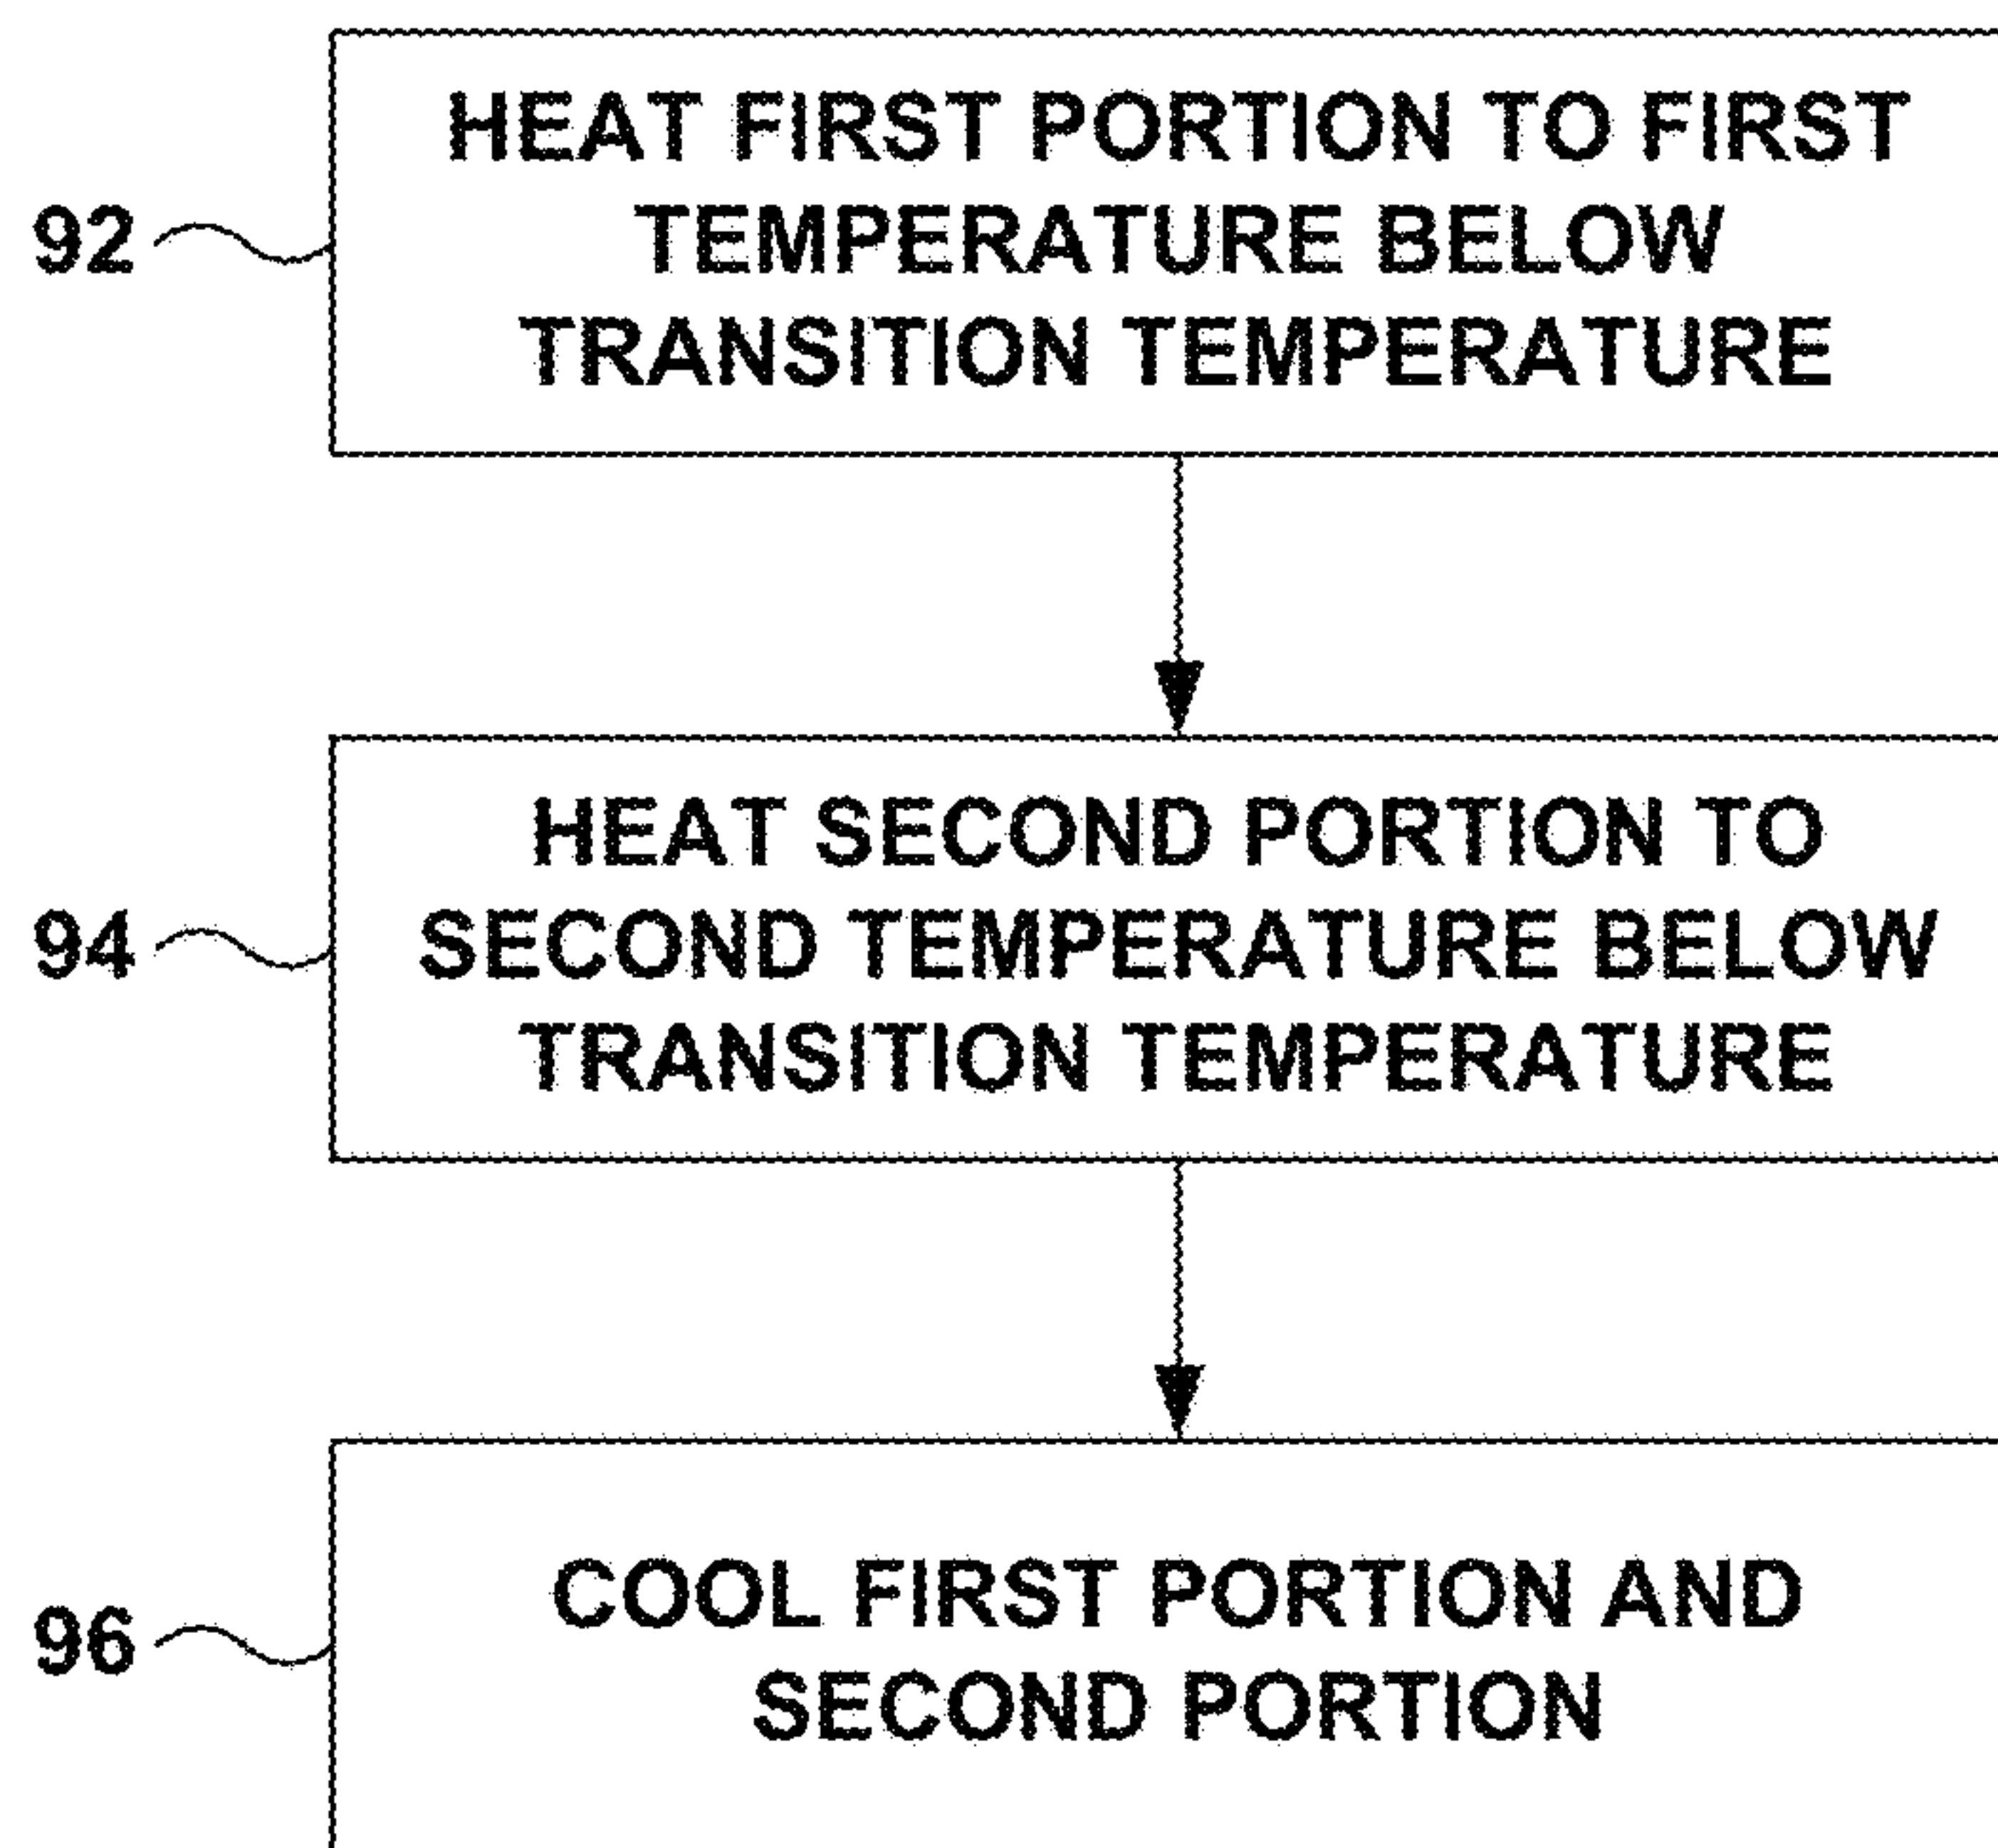 HEAT FIRST PORTION TO FIRST
TEMPERATURE BELOW
TRANSITION TEMPERATURE
92
HEAT SECOND PORTION TO
SECOND TEMPERATURE BELOW
TRANSITION TEMPERATURE
94
COOL FIRST PORTION AND
SECOND PORTION
96